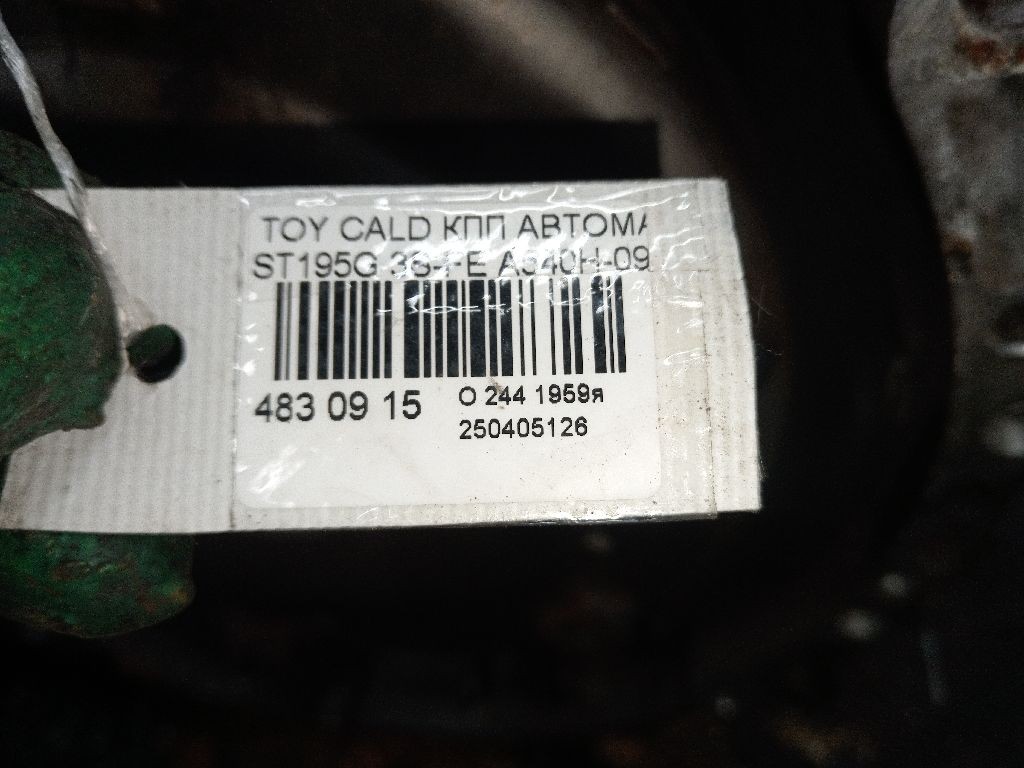 TOY CALD КПП АВТОМА
ST195G 3S-FE A540H-09
483 09 15
О 244 1959я
250405126